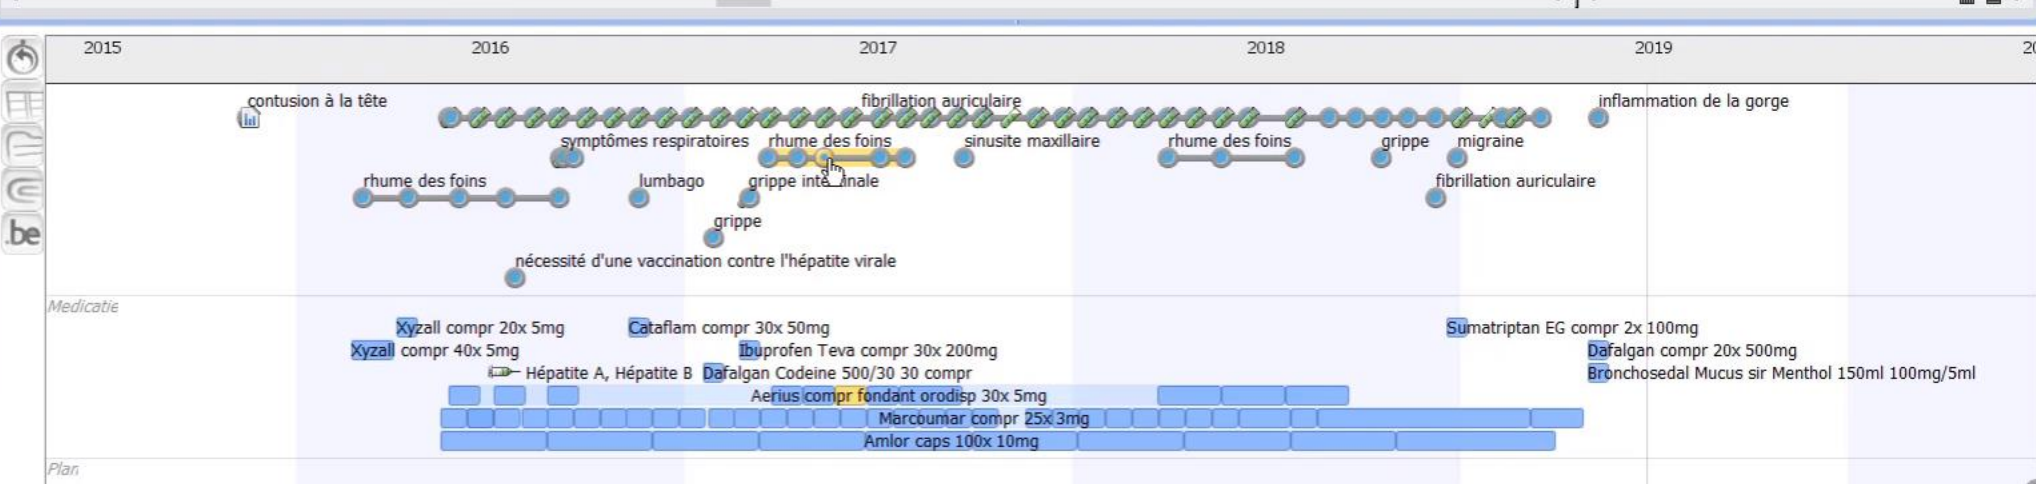 2015 2016 2017 2018 2019
contusion à la tête fibrillation auriculaire inflammation de la gorge
symptômes respiratoires rhume des foins sinusite maxillaire rhume des foins grippe migraine
rhume des foins lumbago grippe intestinale fibrillation auriculaire
.be grippe
nécessité d'une vaccination contre l'hépatite virale
Medicatie
Xyzall compr 20x 5mg Cataflam compr 30x 50mg Sumatriptan EG compr 2x 100mg
Xyzall compr 40x 5mg Ibuprofen Teva compr 30x 200mg Dafalgan compr 20x 500mg
Hépatite A, Hépatite B Dafalgan Codeine 500/30 30 compr Bronchosedal Mucus sir Menthol 150ml 100mg/5ml
Aerius compr fondant orodisp 30x 5mg
Marcoumar compr 25x 3mg
Amlor caps 100x 10mg
Plan